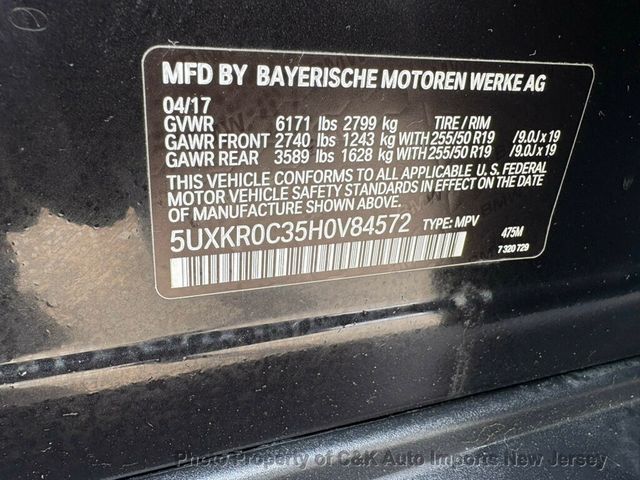 MFD BY BAYERISCHE MOTOREN WERKE AG
04/17
GVWR 6171 lbs 2799 kg TIRE / RIM
GAWR FRONT 2740 lbs 1243 kg WITH 255/50 R19 /9.0J x 19
GAWR REAR 3589 lbs 1628 kg WITH 255/50 R19 /9.0J x 19
THIS VEHICLE CONFORMS TO ALL APPLICABLE U. S. FEDERAL
MOTOR VEHICLE SAFETY STANDARDS IN EFFECT ON THE DATE
OF MANUFACTURE SHOWN ABOVE.
5UXKR0C35H0V84572 TYPE: MPV 475M
7 320 729
Photo Property of C&K Auto Imports New Jersey